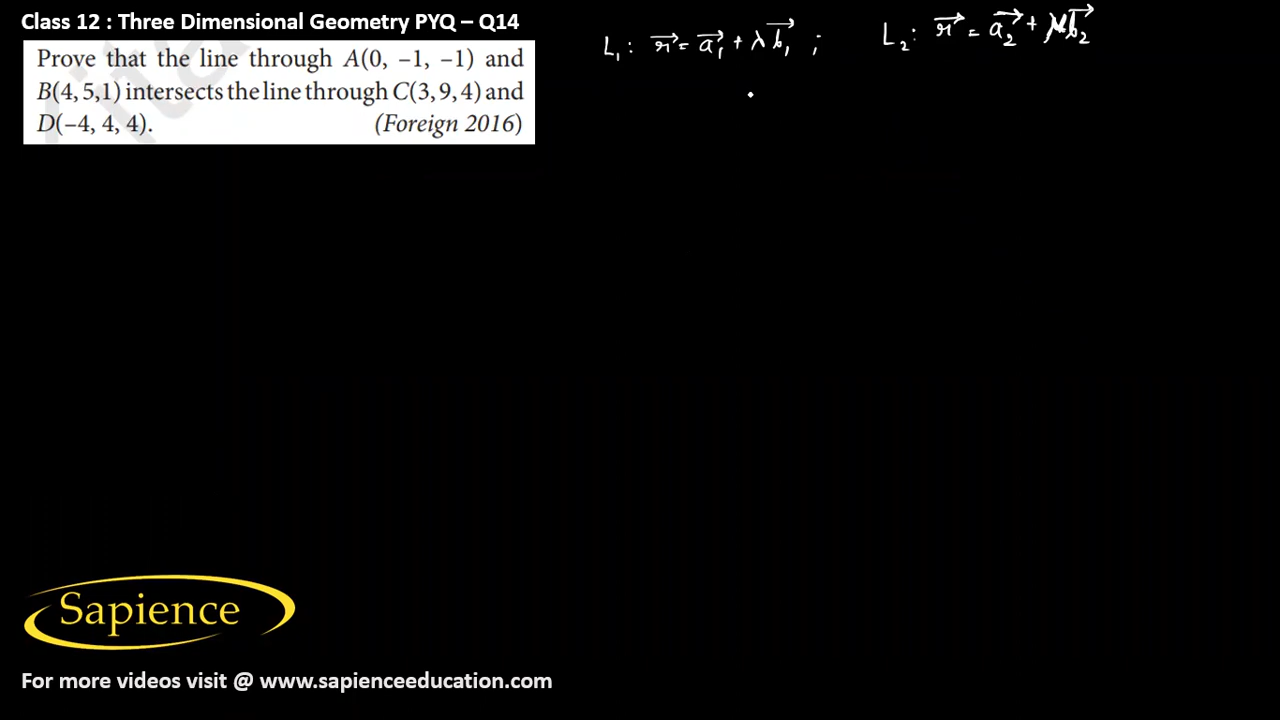 Class 12 : Three Dimensional Geometry PYQ – Q14
Prove that the line through A(0, –1, –1) and
B(4, 5,1) intersects the line through C(3, 9, 4) and
D(–4, 4, 4). (Foreign 2016)
L₁: r⃗ = a⃗₁ + λ b⃗₁ ; L₂: r⃗ = a⃗₂ + μ b⃗₂
Sapience
For more videos visit @ www.sapienceeducation.com